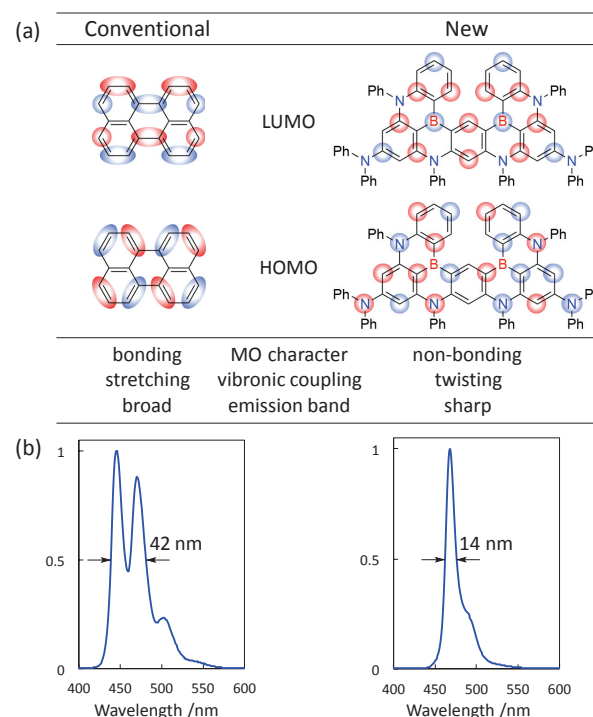 (a)
Conventional New
LUMO
Ph N N Ph
B B
Ph N N N N P
Ph Ph Ph Ph
HOMO
Ph N N Ph
B B
Ph N N N N P
Ph Ph Ph Ph
bonding MO character non-bonding
stretching vibronic coupling twisting
broad emission band sharp
(b)
1 1
42 nm 14 nm
0.5 0.5
0 0
400 450 500 550 600 400 450 500 550 600
Wavelength /nm Wavelength /nm